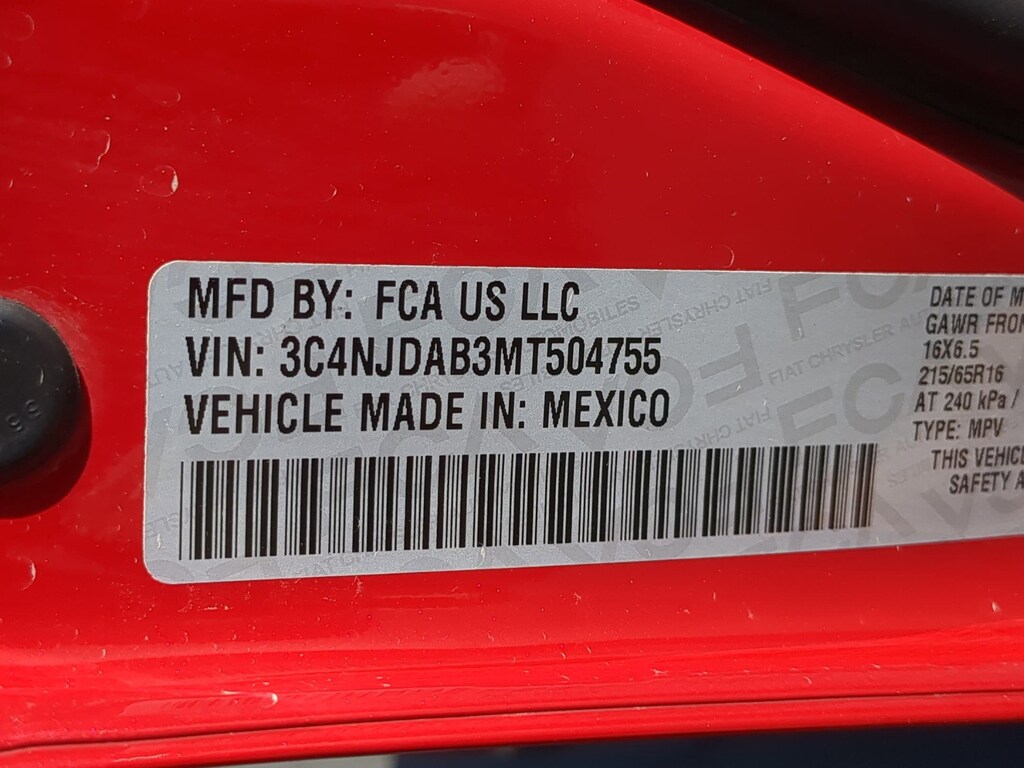 MFD BY: FCA US LLC
VIN: 3C4NJDAB3MT504755
VEHICLE MADE IN: MEXICO
DATE OF M
GAWR FRON
16X6.5
215/65R16
AT 240 kPa /
TYPE: MPV
THIS VEHICL
SAFETY A
99